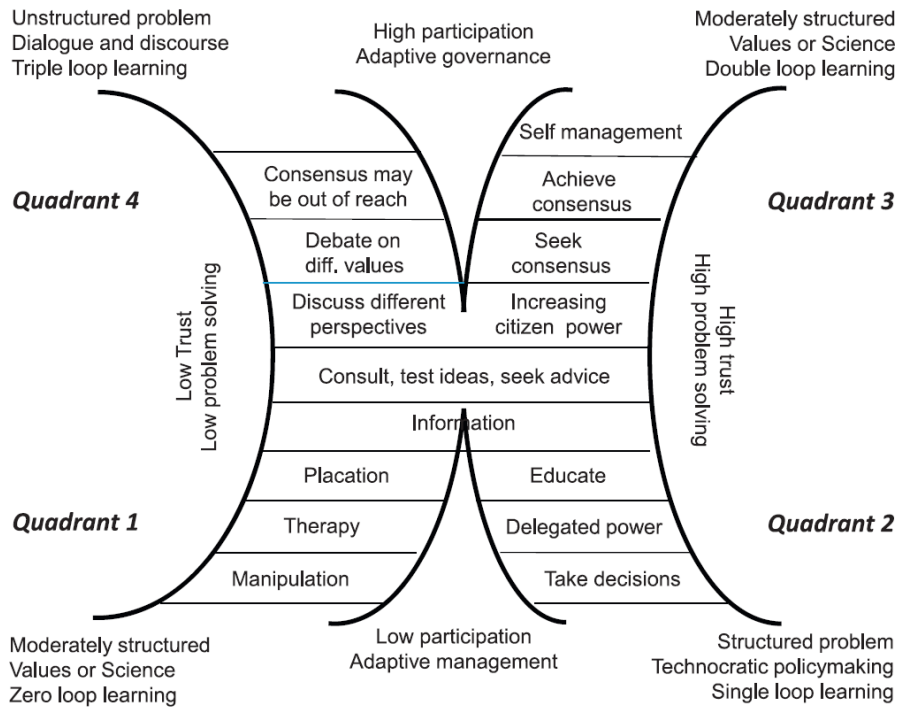 Unstructured problem
Dialogue and discourse
Triple loop learning
High participation
Adaptive governance
Moderately structured
Values or Science
Double loop learning
Quadrant 4
Quadrant 3
Self management
Consensus may
be out of reach
Achieve
consensus
Debate on
diff. values
Seek
consensus
Discuss different
perspectives
Increasing
citizen power
Low Trust
Low problem solving
High trust
High problem solving
Consult, test ideas, seek advice
Information
Placation
Educate
Quadrant 1
Therapy
Delegated power
Quadrant 2
Manipulation
Take decisions
Moderately structured
Values or Science
Zero loop learning
Low participation
Adaptive management
Structured problem
Technocratic policymaking
Single loop learning